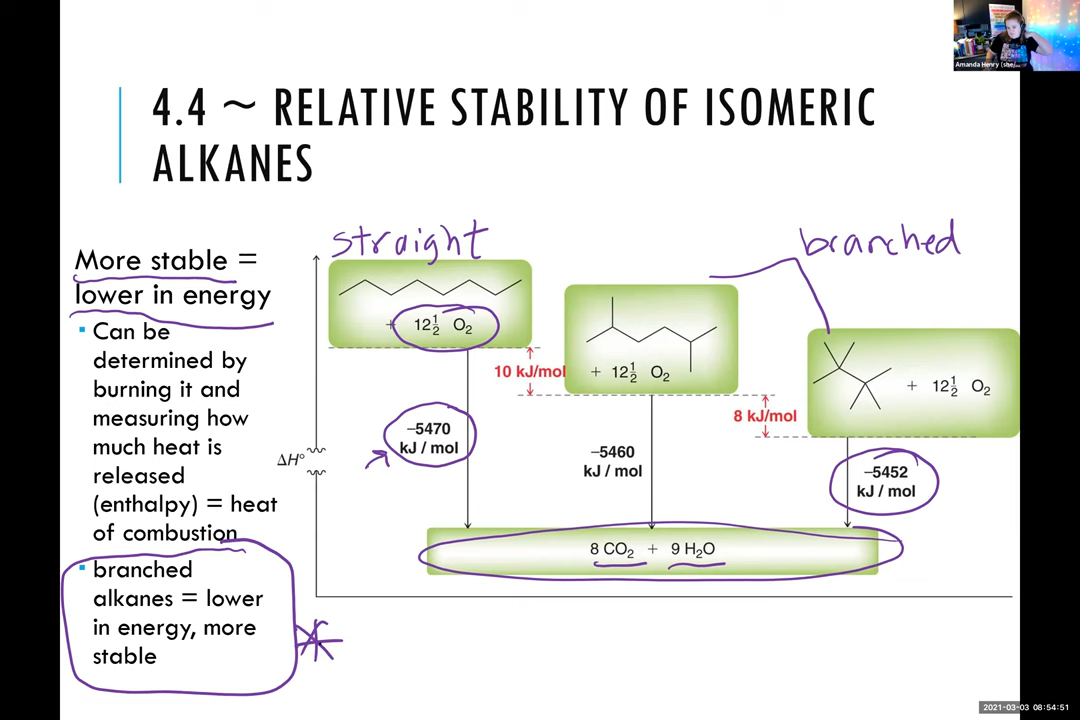 Amanda Henry (she/...
4.4 ~ RELATIVE STABILITY OF ISOMERIC
ALKANES
More stable =
lower in energy
▪ Can be
determined by
burning it and
measuring how
much heat is
released
(enthalpy) = heat
of combustion
▪ branched
alkanes = lower
in energy, more
stable
straight
branched
+ 12½ O₂
10 kJ/mol
+ 12½ O₂
8 kJ/mol
+ 12½ O₂
–5470
kJ / mol
–5460
kJ / mol
–5452
kJ / mol
ΔH°
8 CO₂ + 9 H₂O
2021-03-03 08:54:51